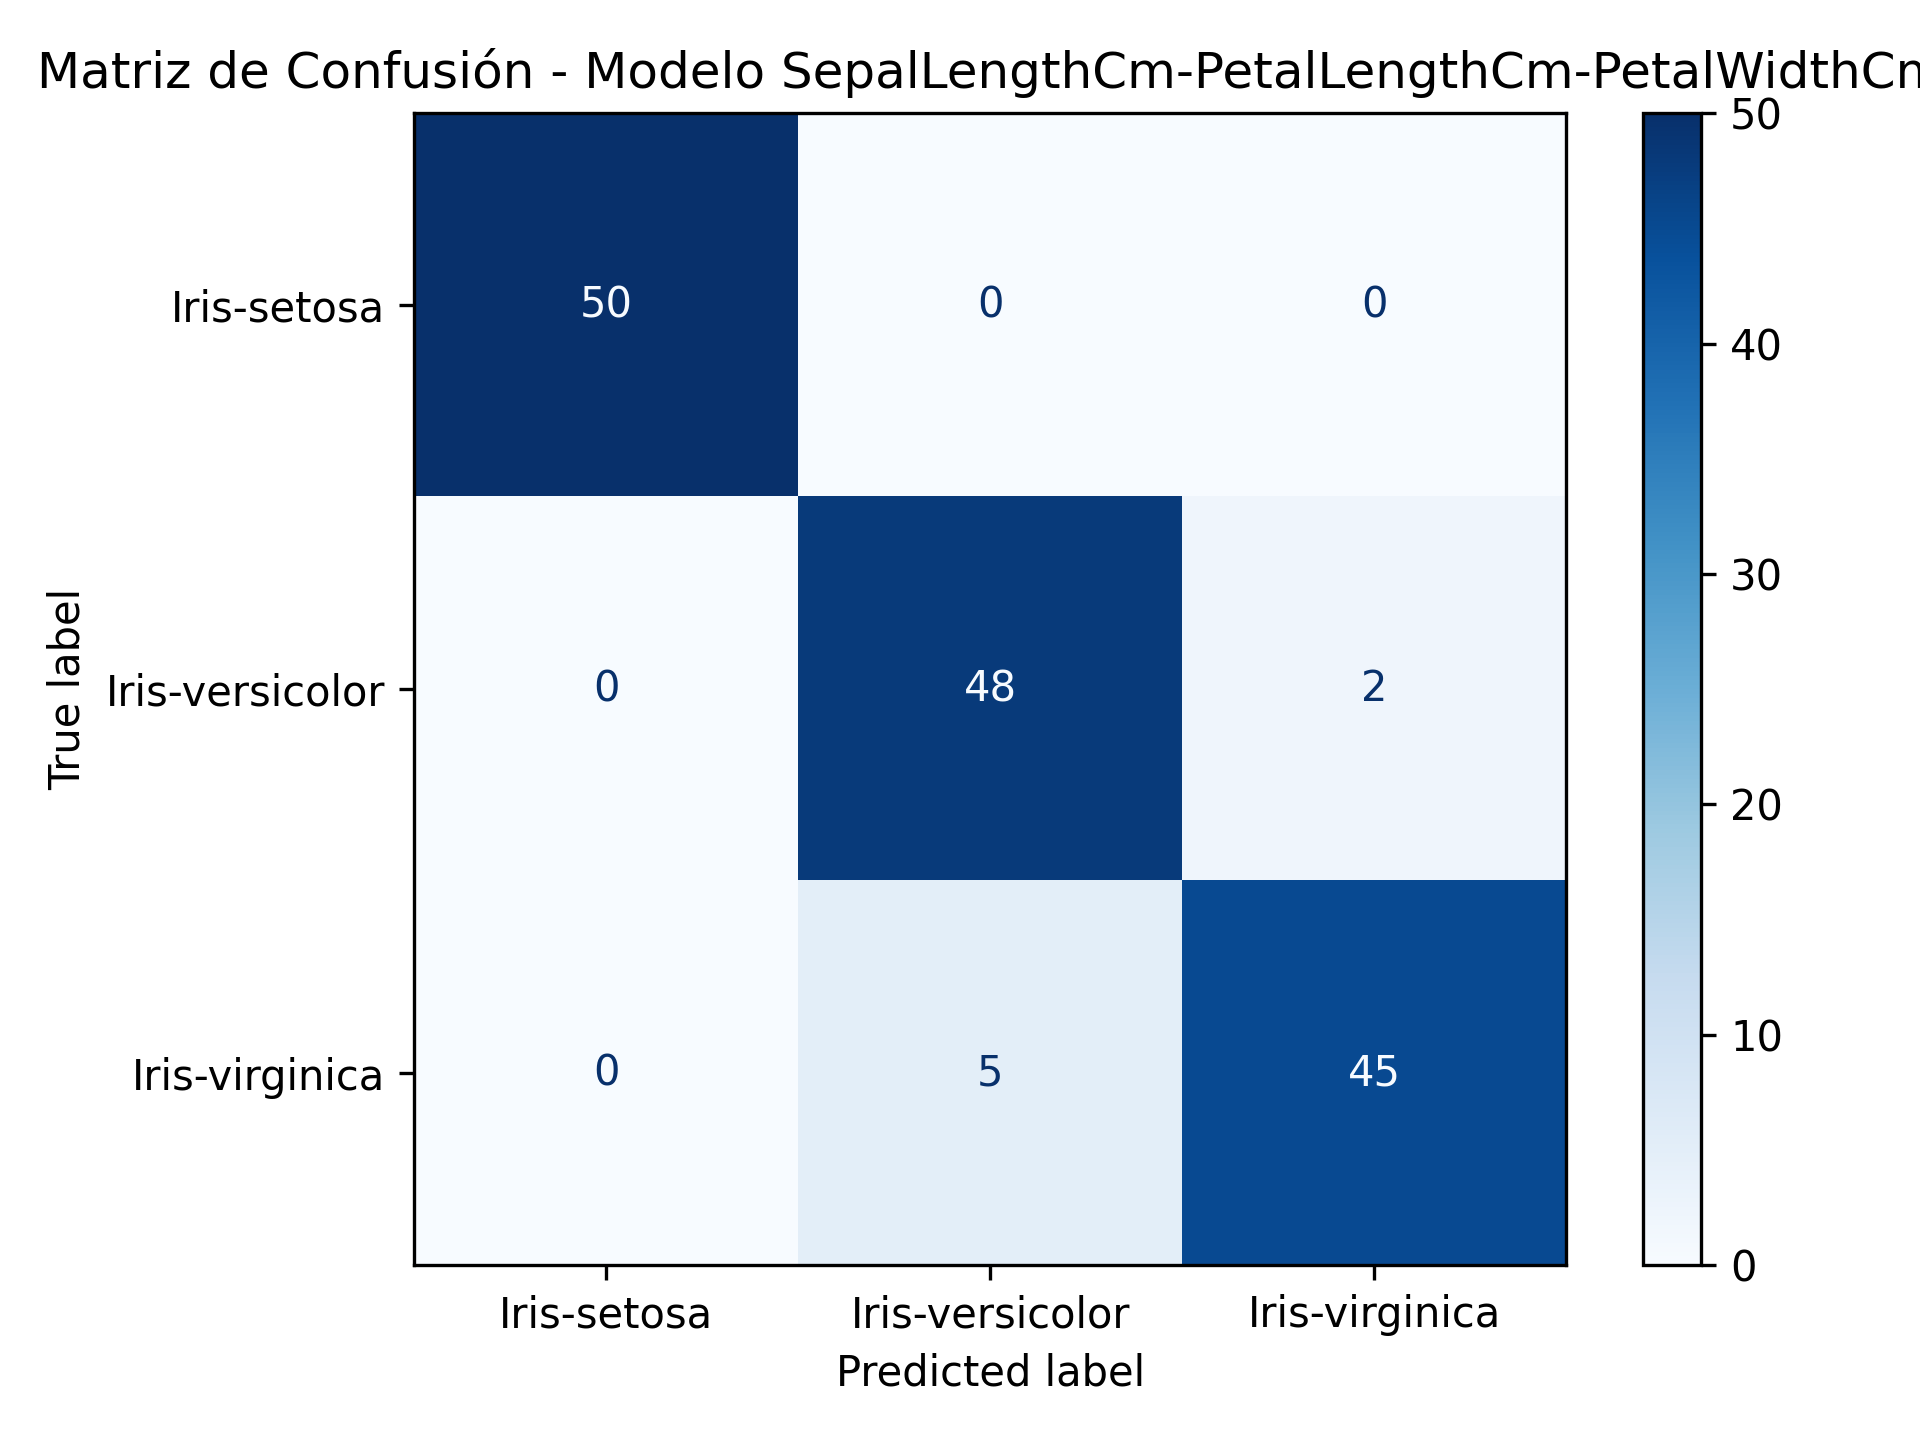 Matriz de Confusión - Modelo SepalLengthCm-PetalLengthCm-PetalWidthCm
50
40
30
20
10
0
True label
Iris-setosa
50 0 0
Iris-versicolor
0 48 2
Iris-virginica
0 5 45
Iris-setosa Iris-versicolor Iris-virginica
Predicted label